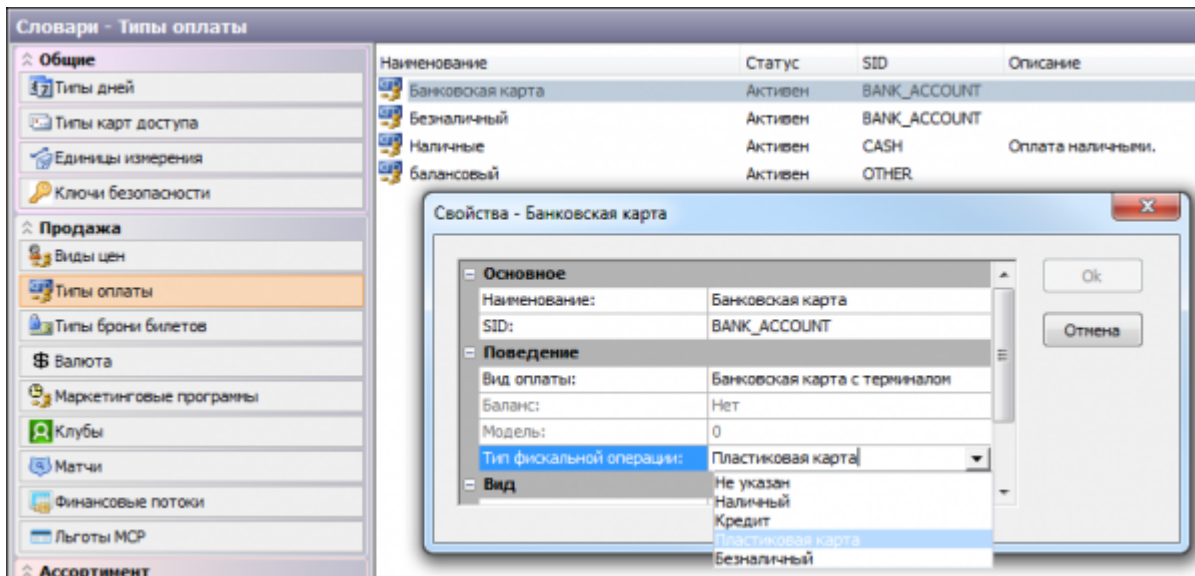 Словари - Типы оплаты
Общие
Типы дней
Типы карт доступа
Единицы измерения
Ключи безопасности
Продажа
Виды цен
Типы оплаты
Типы брони билетов
Валюта
Маркетинговые программы
Клубы
Матчи
Финансовые потоки
Льготы МСР
Ассортимент
Наименование Статус SID Описание
Банковская карта Активен BANK_ACCOUNT
Безналичный Активен BANK_ACCOUNT
Наличные Активен CASH Оплата наличными.
балансовый Активен OTHER
Свойства - Банковская карта
Основное
Наименование: Банковская карта
SID: BANK_ACCOUNT
Поведение
Вид оплаты: Банковская карта с терминалом
Баланс: Нет
Модель: 0
Тип фискальной операции: Пластиковая карта
Вид
Не указан
Наличный
Кредит
Пластиковая карта
Безналичный
Ok
Отмена